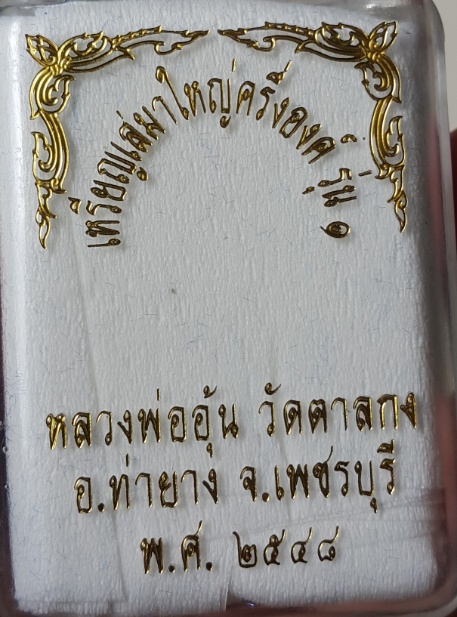 เหรียญเสมาใหญ่ครึ่งองค์ รุ่น ๑
หลวงพ่ออุ้น วัดตาลกง
อ.ท่ายาง จ.เพชรบุรี
พ.ศ. ๒๕๔๘